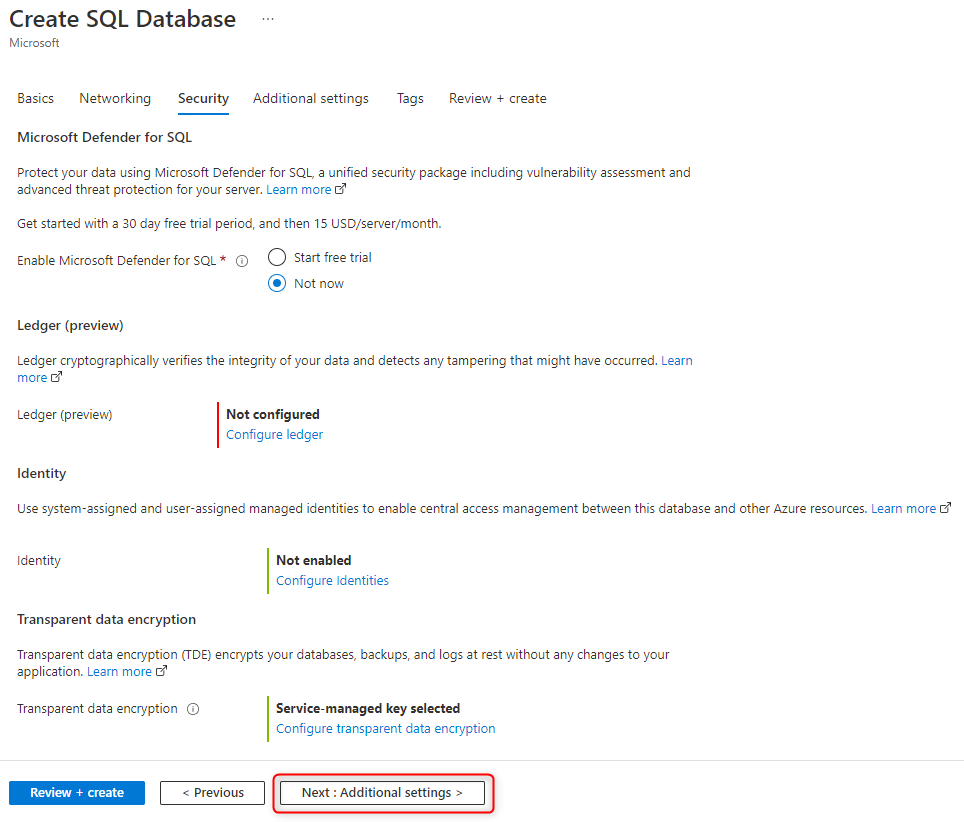 Create SQL Database ...
Microsoft
Basics Networking Security Additional settings Tags Review + create
Microsoft Defender for SQL
Protect your data using Microsoft Defender for SQL, a unified security package including vulnerability assessment and
advanced threat protection for your server. Learn more
Get started with a 30 day free trial period, and then 15 USD/server/month.
Enable Microsoft Defender for SQL *
Start free trial
Not now
Ledger (preview)
Ledger cryptographically verifies the integrity of your data and detects any tampering that might have occurred. Learn
more
Ledger (preview) Not configured
Configure ledger
Identity
Use system-assigned and user-assigned managed identities to enable central access management between this database and other Azure resources. Learn more
Identity Not enabled
Configure Identities
Transparent data encryption
Transparent data encryption (TDE) encrypts your databases, backups, and logs at rest without any changes to your
application. Learn more
Transparent data encryption Service-managed key selected
Configure transparent data encryption
Review + create < Previous Next : Additional settings >